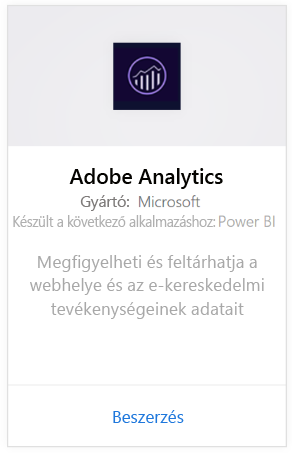 Adobe Analytics
Gyártó: Microsoft
Készült a következő alkalmazáshoz: Power BI
Megfigyelheti és feltárhatja a
webhelye és az e-kereskedelmi
tevékenységeinek adatait
Beszerzés